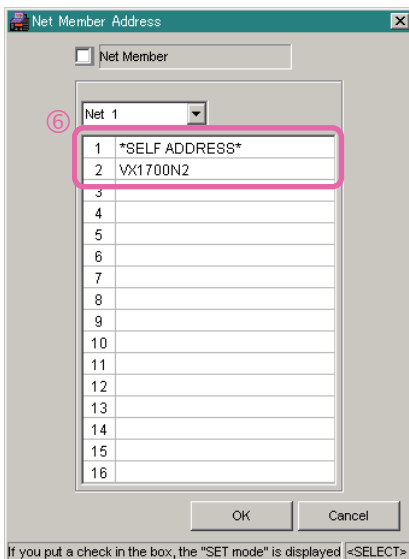 Net Member Address
Net Member
⑥
Net 1
1 *SELF ADDRESS*
2 VX1700N2
3
4
5
6
7
8
9
10
11
12
13
14
15
16
OK Cancel
If you put a check in the box, the "SET mode" is displayed <SELECT>